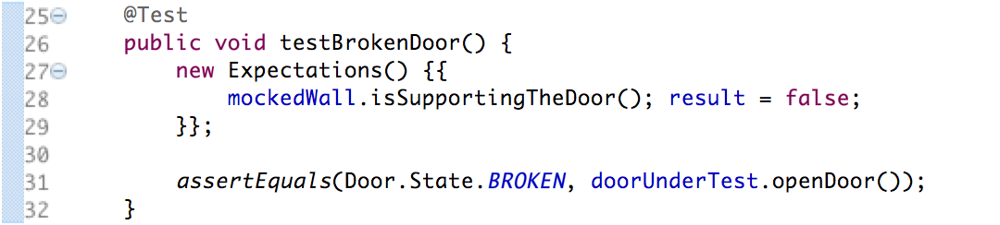 25 @Test
26 public void testBrokenDoor() {
27 new Expectations() {{
28 mockedWall.isSupportingTheDoor(); result = false;
29 }};
30
31 assertEquals(Door.State.BROKEN, doorUnderTest.openDoor());
32 }